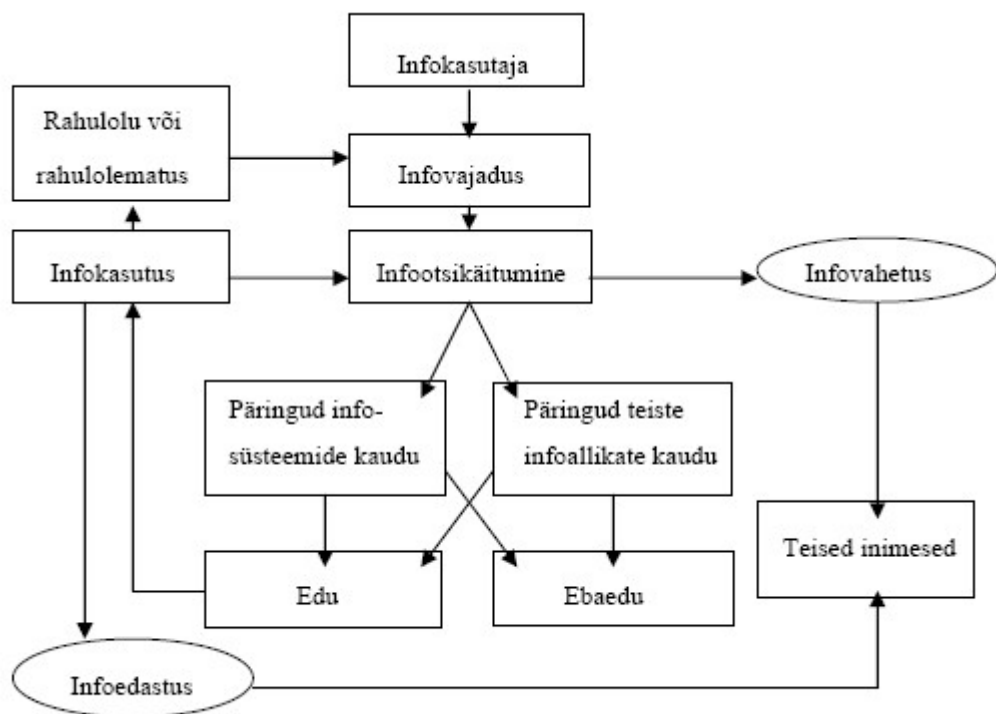 Infokasutaja
Rahulolu või
rahulolematus
Infovajadus
Infokasutus
Infootsikäitumine
Infovahetus
Päringud info-
süsteemide kaudu
Päringud teiste
infoallikate kaudu
Teised inimesed
Edu
Ebaedu
Infoedastus